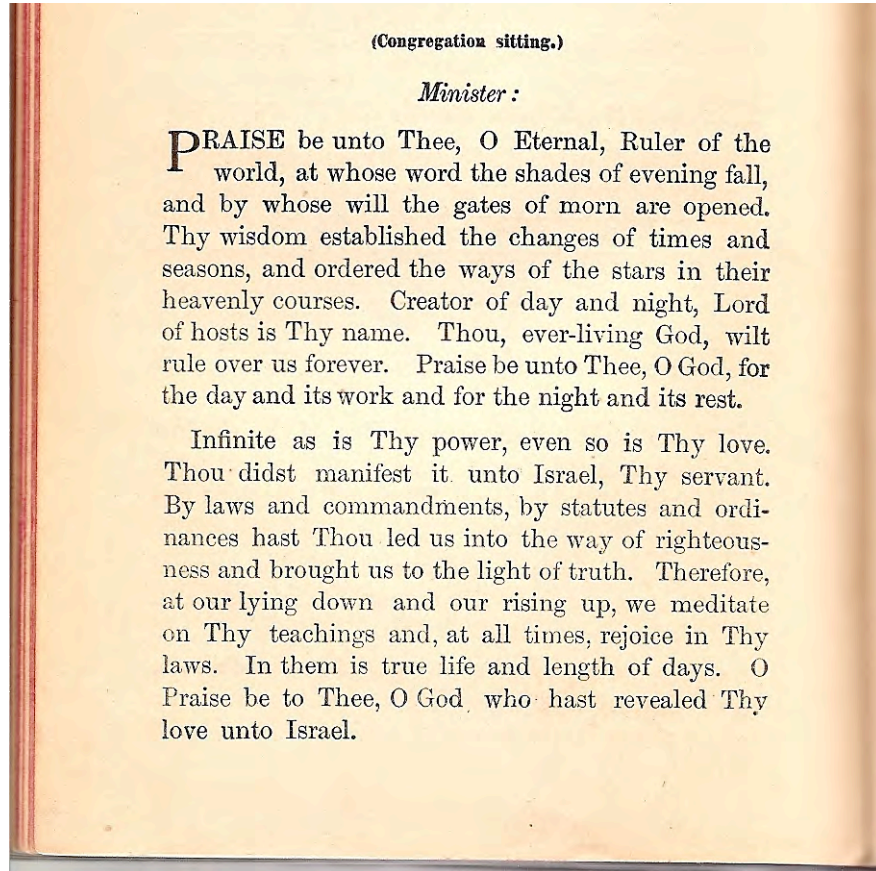 (Congregation sitting.)
Minister:
PRAISE be unto Thee, O Eternal, Ruler of the
world, at whose word the shades of evening fall,
and by whose will the gates of morn are opened.
Thy wisdom established the changes of times and
seasons, and ordered the ways of the stars in their
heavenly courses. Creator of day and night, Lord
of hosts is Thy name. Thou, ever-living God, wilt
rule over us forever. Praise be unto Thee, O God, for
the day and its work and for the night and its rest.
Infinite as is Thy power, even so is Thy love.
Thou didst manifest it unto Israel, Thy servant.
By laws and commandments, by statutes and ordi-
nances hast Thou led us into the way of righteous-
ness and brought us to the light of truth. Therefore,
at our lying down and our rising up, we meditate
on Thy teachings and, at all times, rejoice in Thy
laws. In them is true life and length of days. O
Praise be to Thee, O God who hast revealed Thy
love unto Israel.